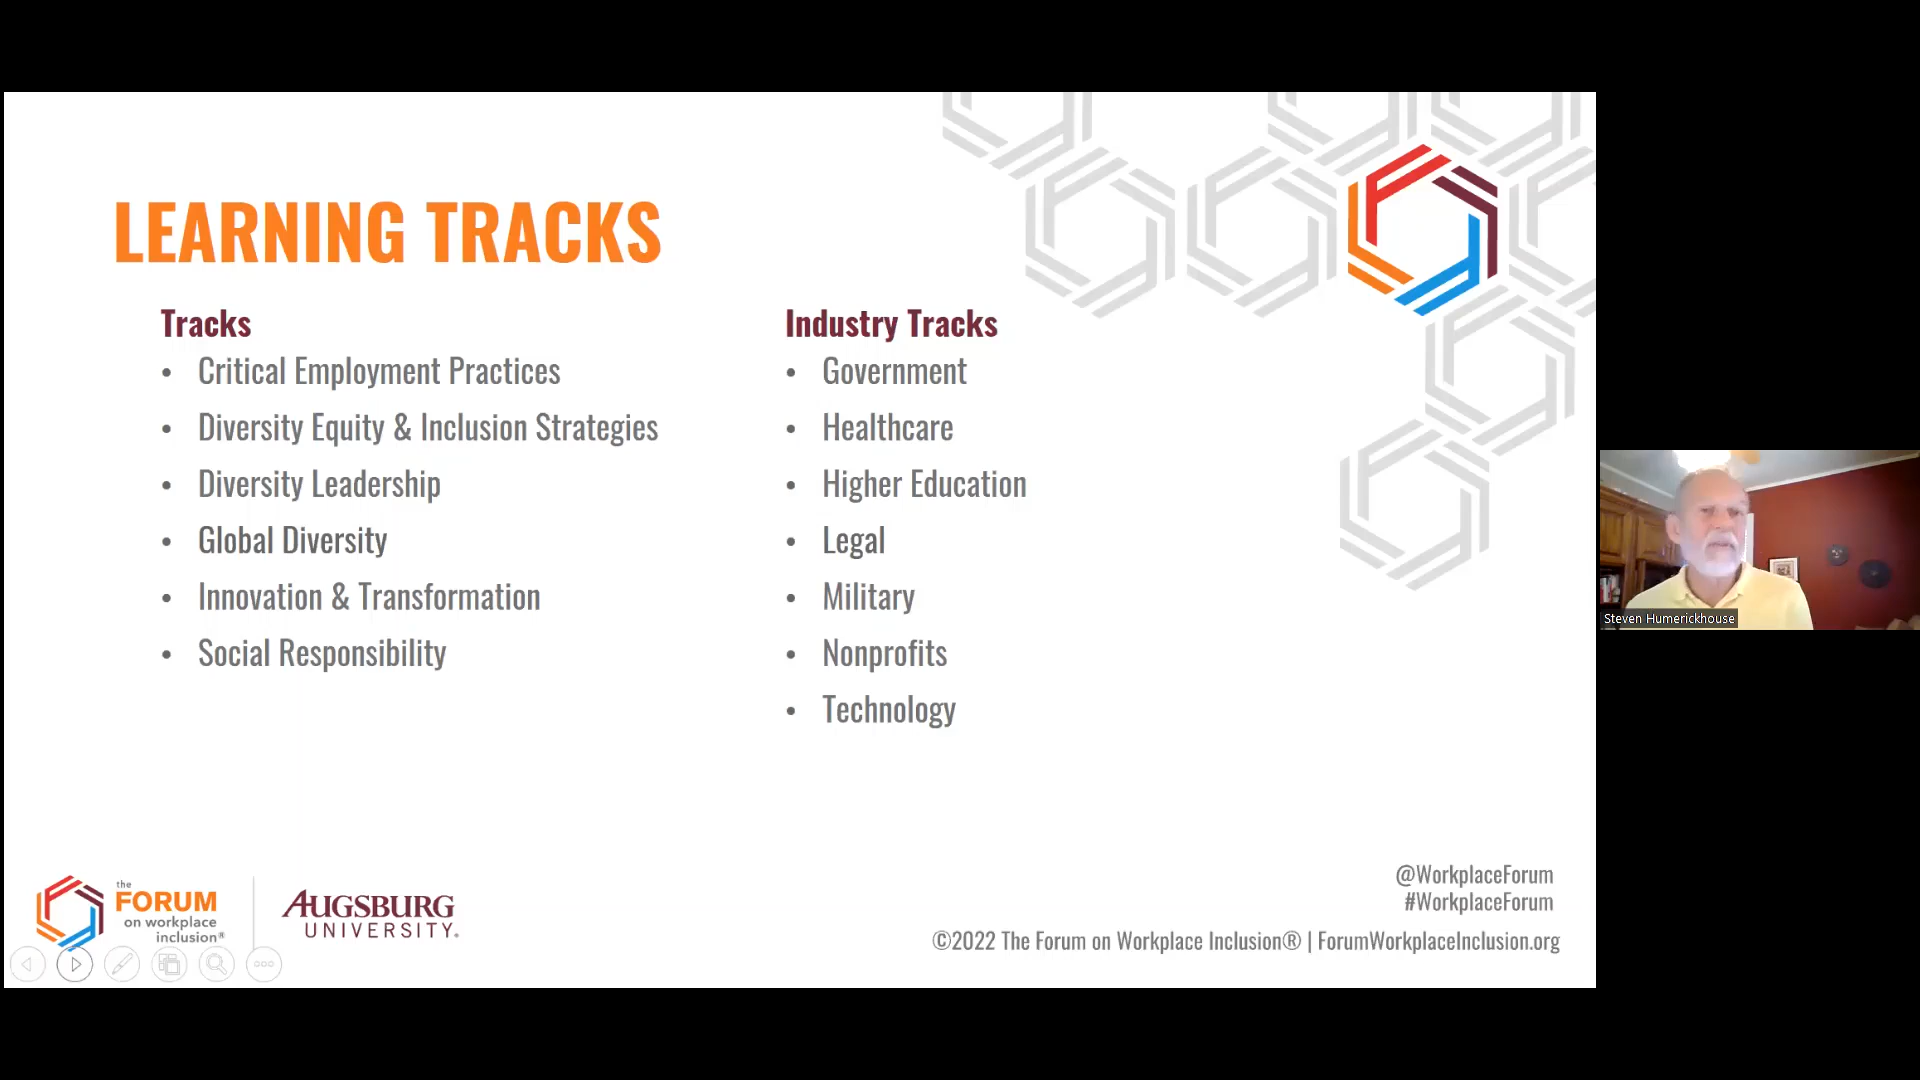 LEARNING TRACKS
Tracks
• Critical Employment Practices
• Diversity Equity & Inclusion Strategies
• Diversity Leadership
• Global Diversity
• Innovation & Transformation
• Social Responsibility
Industry Tracks
• Government
• Healthcare
• Higher Education
• Legal
• Military
• Nonprofits
• Technology
Steven Humerickhouse
the
FORUM
on workplace
inclusion®
AUGSBURG
UNIVERSITY.
@WorkplaceForum
#WorkplaceForum
©2022 The Forum on Workplace Inclusion® | ForumWorkplaceInclusion.org